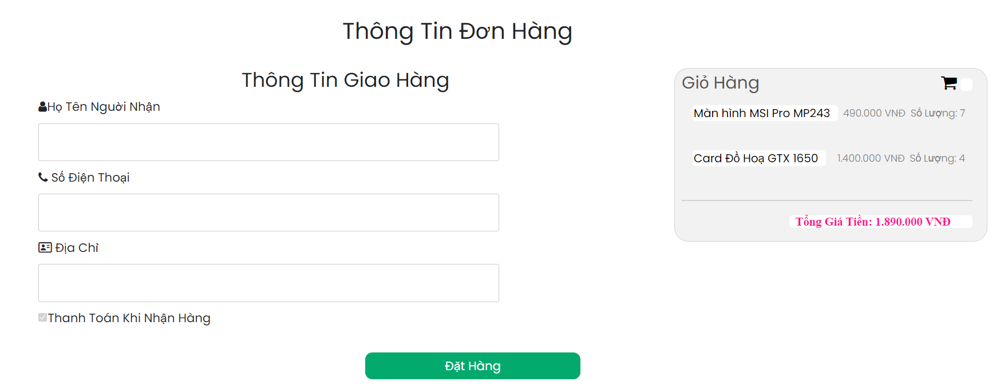 Thông Tin Đơn Hàng
Thông Tin Giao Hàng
Họ Tên Người Nhận
Số Điện Thoại
Địa Chỉ
Thanh Toán Khi Nhận Hàng
Đặt Hàng
Giỏ Hàng
Màn hình MSI Pro MP243 490.000 VNĐ Số Lượng: 7
Card Đồ Hoạ GTX 1650 1.400.000 VNĐ Số Lượng: 4
Tổng Giá Tiền: 1.890.000 VNĐ